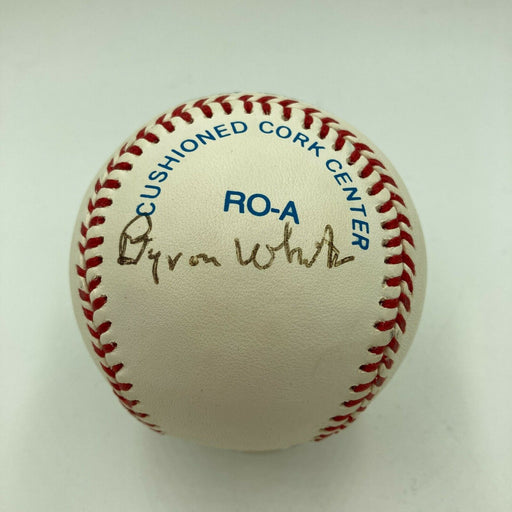 CUSHIONED CORK CENTER
RO-A
Byron White